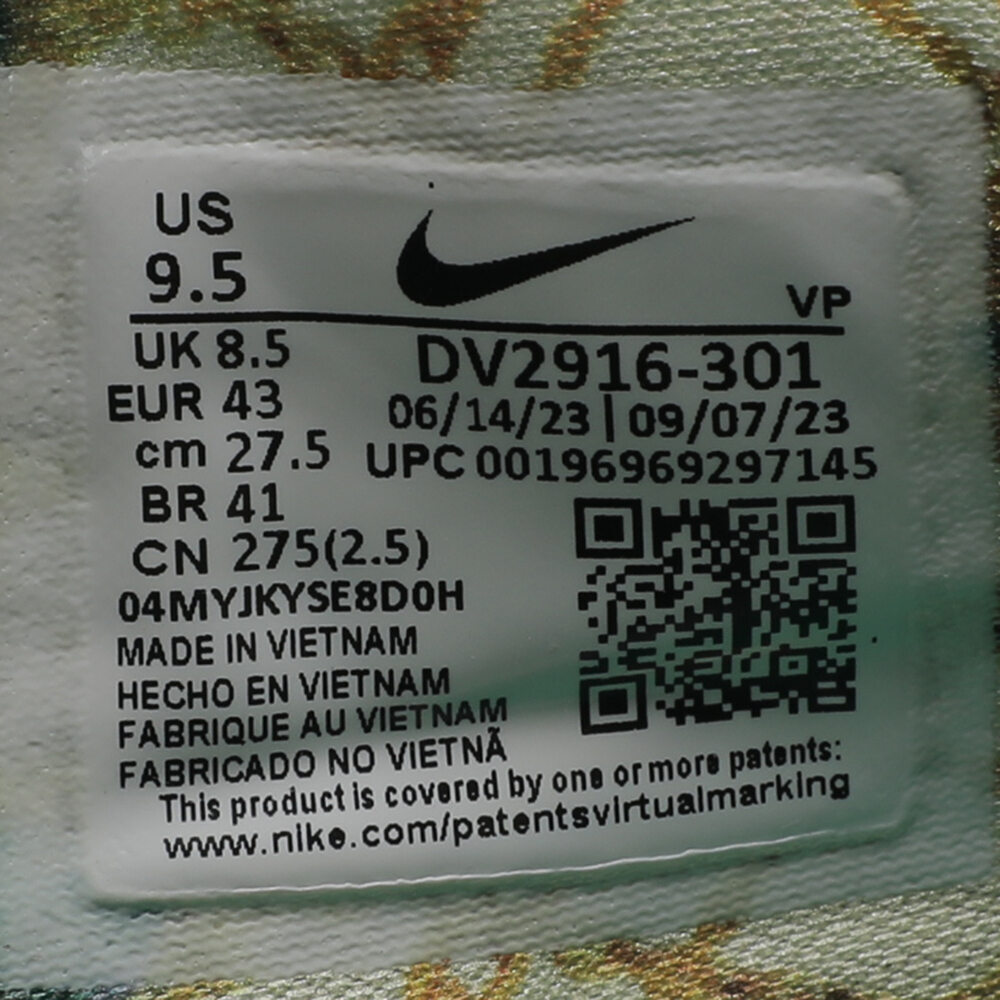 US
9.5
VP
UK 8.5
EUR 43
cm 27.5
BR 41
CN 275(2.5)
DV2916-301
06/14/23 | 09/07/23
UPC 00196969297145
04MYJKYSE8D0H
MADE IN VIETNAM
HECHO EN VIETNAM
FABRIQUE AU VIETNAM
FABRICADO NO VIETNÃ
This product is covered by one or more patents:
www.nike.com/patentsvirtualmarking